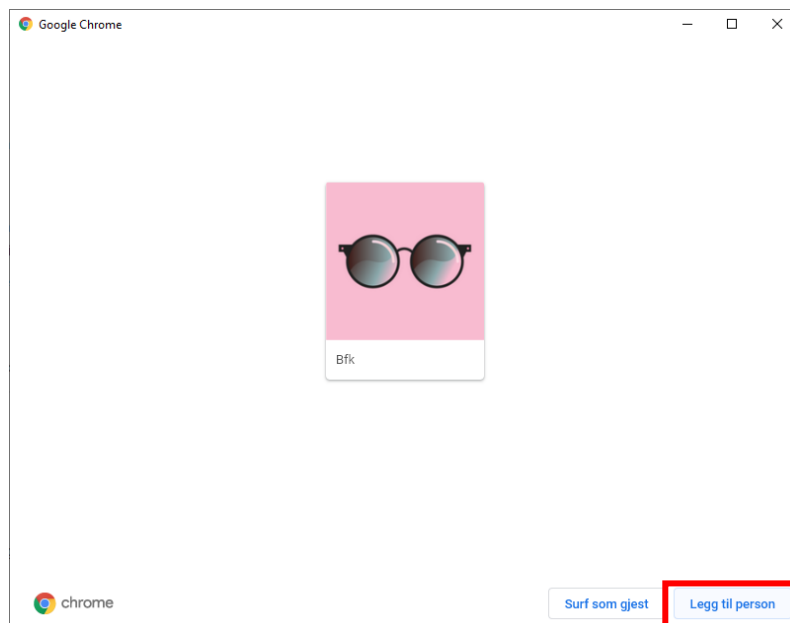 Google Chrome
Bfk
chrome
Surf som gjest
Legg til person